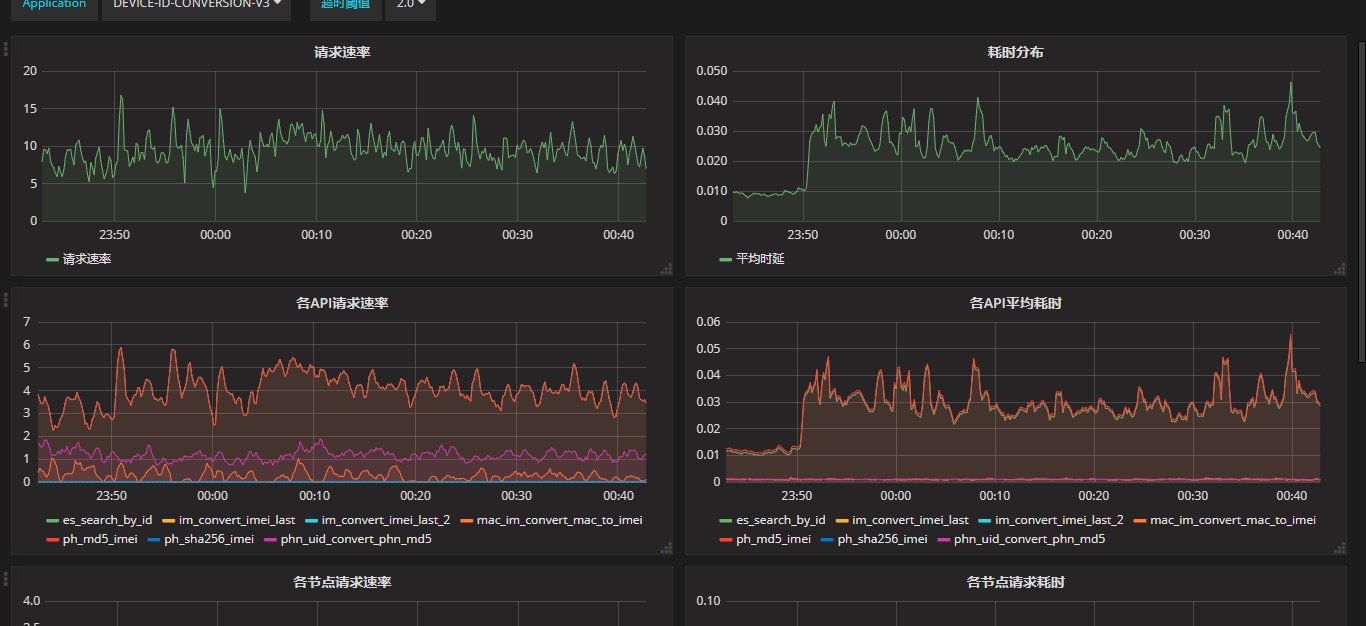 Application DEVICE-ID-CONVERSION-V3 超时阈值 2.0
请求速率
20
15
10
5
0
23:50 00:00 00:10 00:20 00:30 00:40
请求速率
耗时分布
0.050
0.040
0.030
0.020
0.010
0
23:50 00:00 00:10 00:20 00:30 00:40
平均时延
各API请求速率
7
6
5
4
3
2
1
0
23:50 00:00 00:10 00:20 00:30 00:40
es_search_by_id im_convert_imei_last im_convert_imei_last_2 mac_im_convert_mac_to_imei
ph_md5_imei ph_sha256_imei phn_uid_convert_phn_md5
各API平均耗时
0.06
0.05
0.04
0.03
0.02
0.01
0
23:50 00:00 00:10 00:20 00:30 00:40
es_search_by_id im_convert_imei_last im_convert_imei_last_2 mac_im_convert_mac_to_imei
ph_md5_imei ph_sha256_imei phn_uid_convert_phn_md5
各节点请求速率
4.0
3.5
各节点请求耗时
0.10